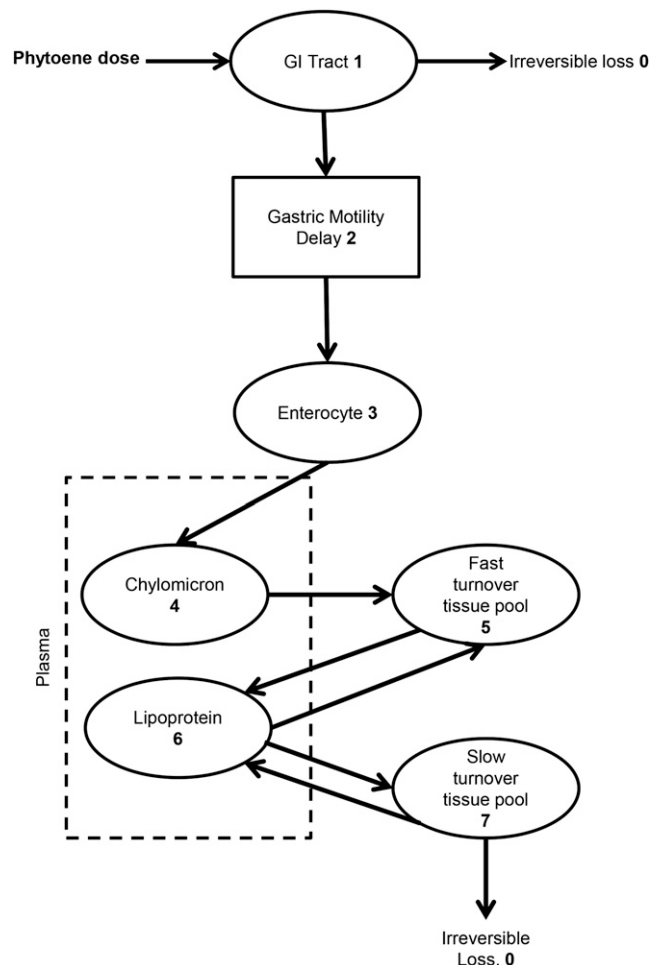 Phytoene dose
GI Tract 1
Irreversible loss 0
Gastric Motility
Delay 2
Enterocyte 3
Plasma
Chylomicron
4
Fast
turnover
tissue pool
5
Lipoprotein
6
Slow
turnover
tissue pool
7
Irreversible
Loss, 0